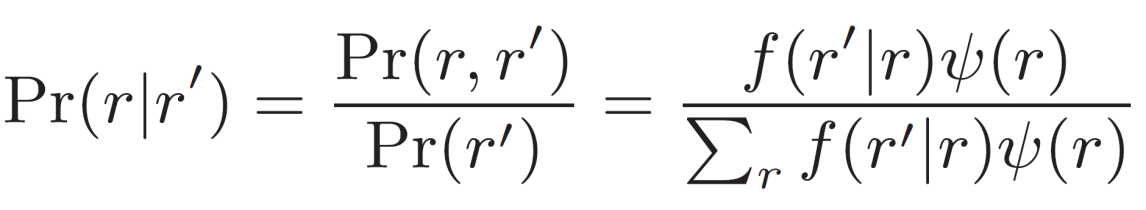 Pr(r|r′) = Pr(r, r′) / Pr(r′) = f(r′|r)ψ(r) / ∑_r f(r′|r)ψ(r)